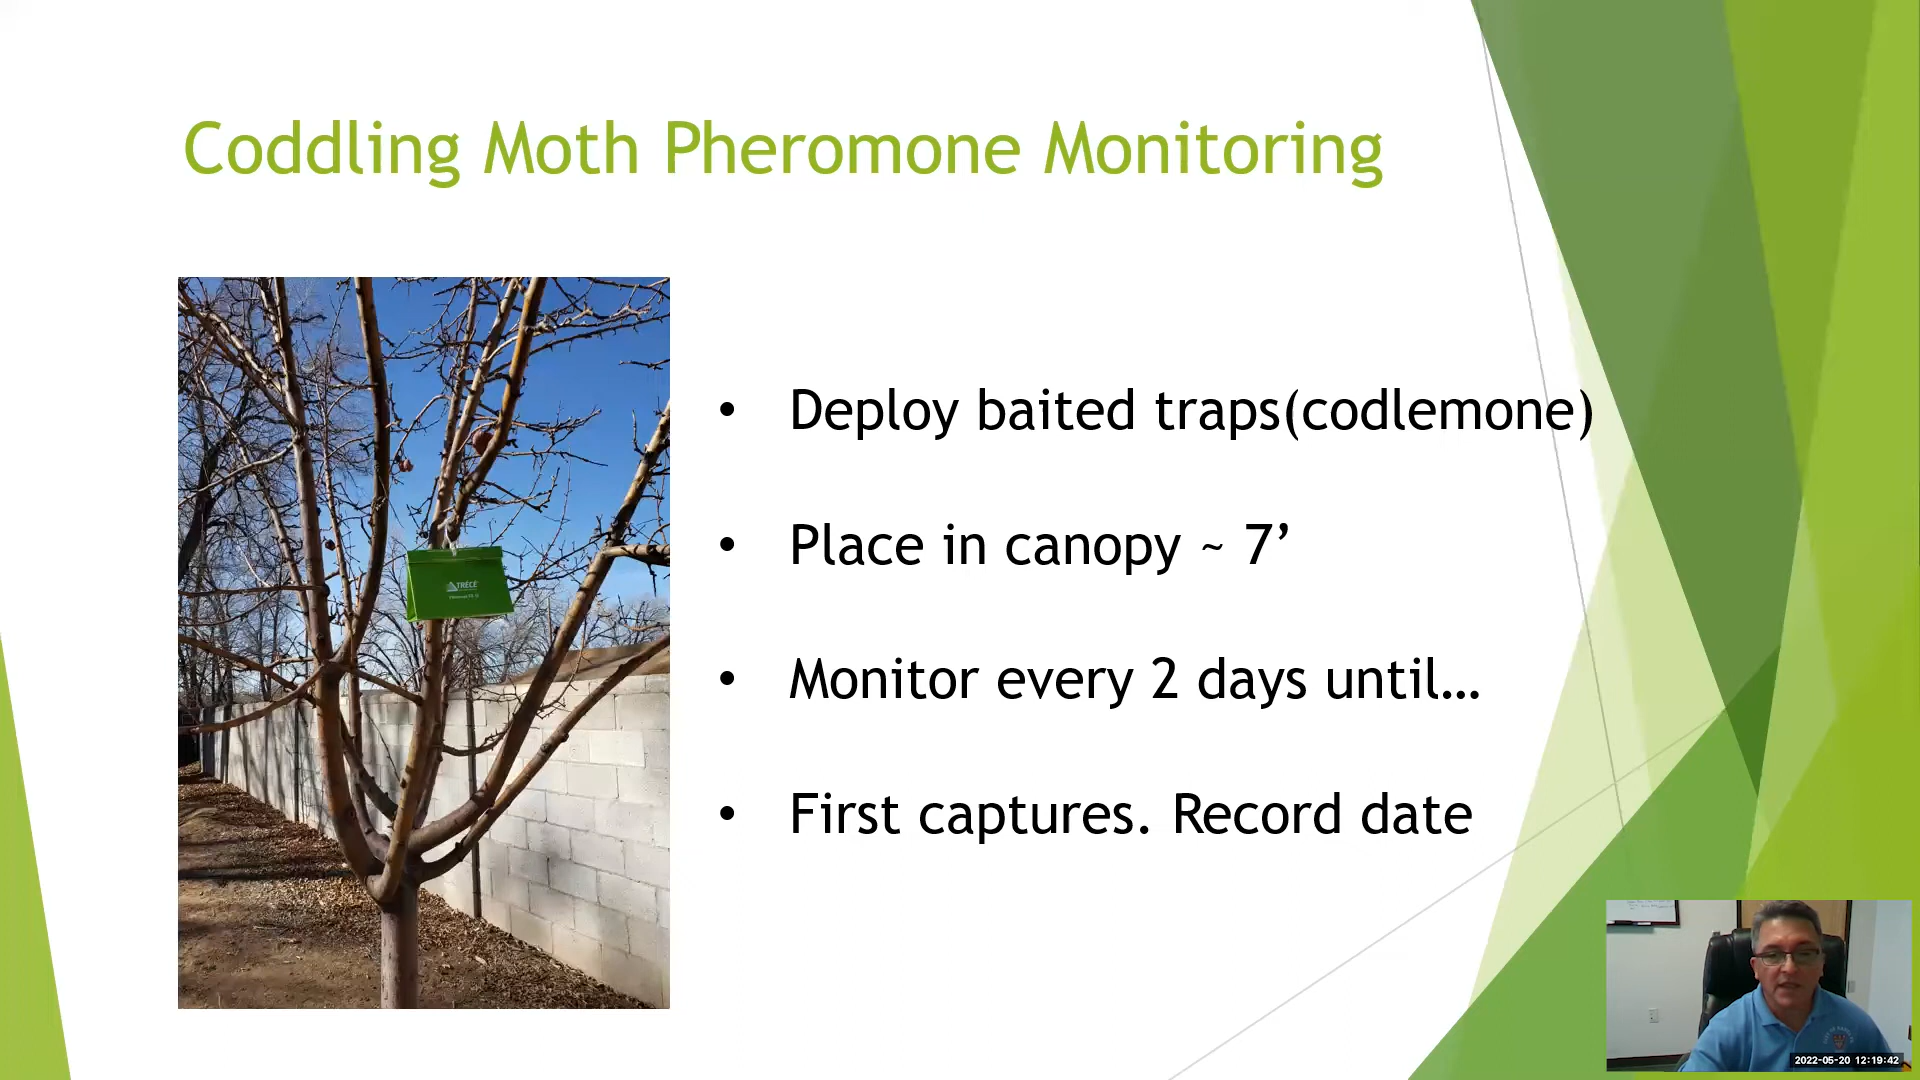 Coddling Moth Pheromone Monitoring
• Deploy baited traps(codlemone)
• Place in canopy ~ 7’
• Monitor every 2 days until…
• First captures. Record date
TRÉCÉ
2022-05-20 12:19:42